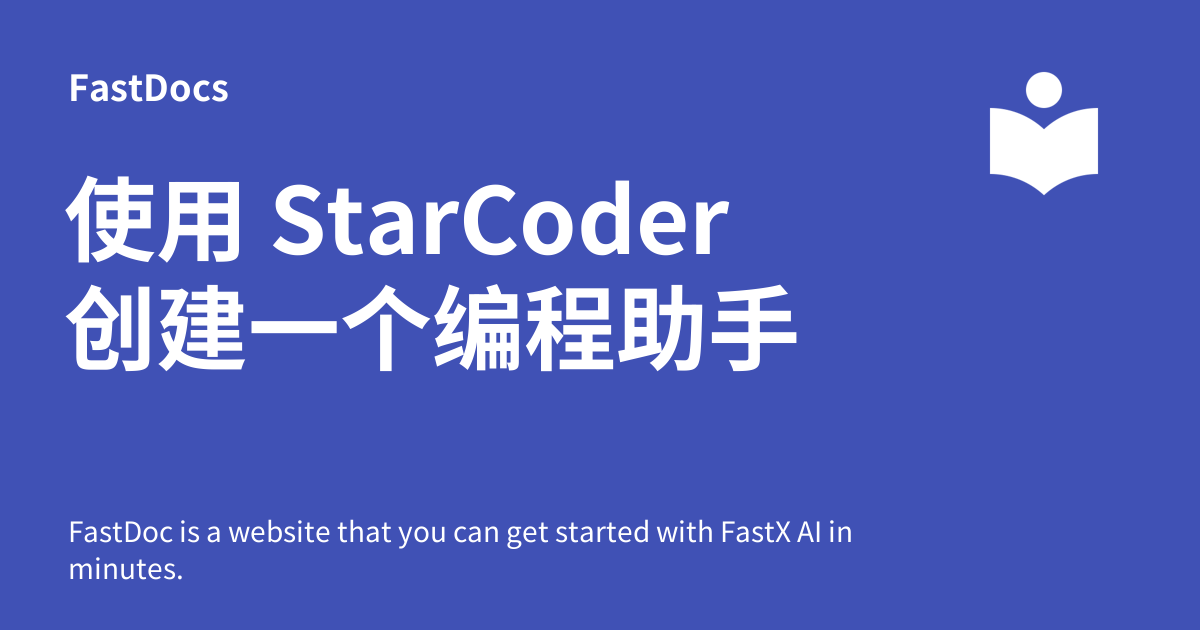 FastDocs
使用 StarCoder
创建一个编程助手
FastDoc is a website that you can get started with FastX AI in
minutes.